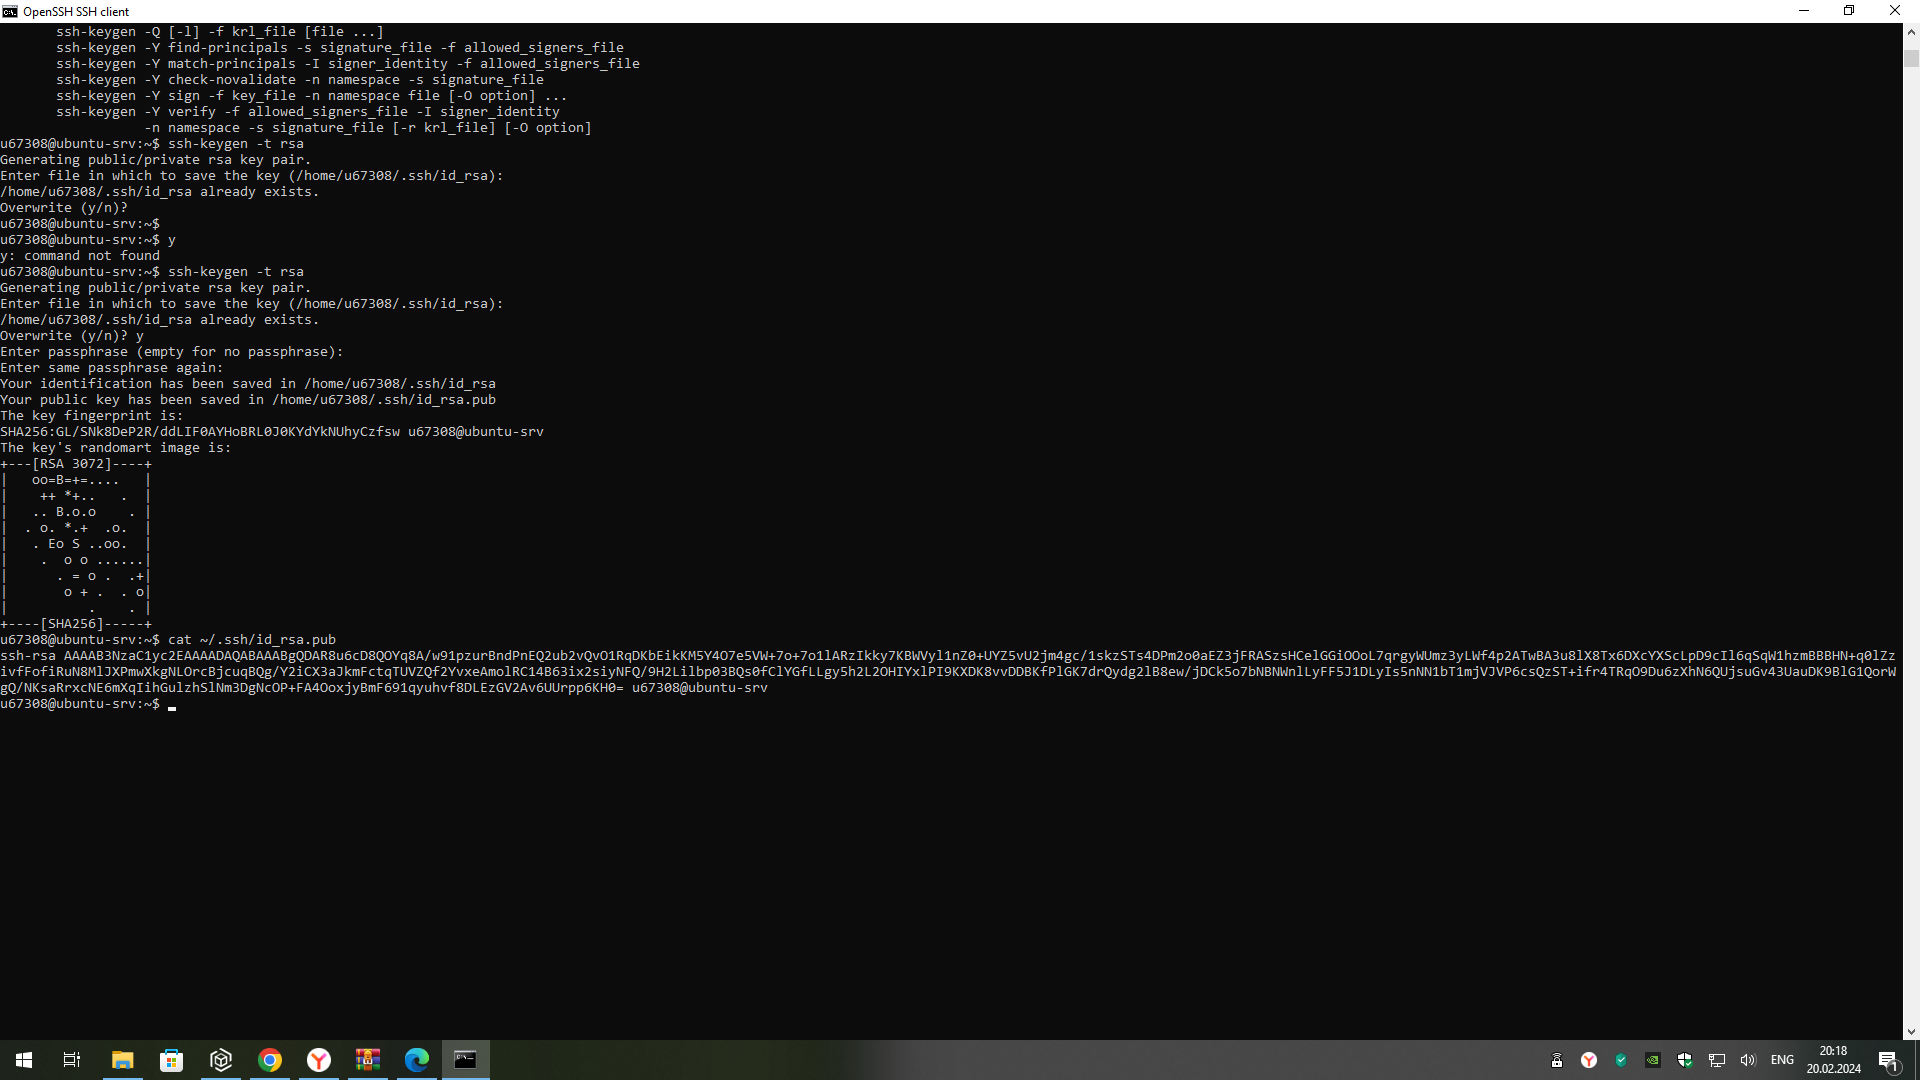 OpenSSH SSH client
ssh-keygen -Q [-l] -f krl_file [file ...]
ssh-keygen -Y find-principals -s signature_file -f allowed_signers_file
ssh-keygen -Y match-principals -I signer_identity -f allowed_signers_file
ssh-keygen -Y check-novalidate -n namespace -s signature_file
ssh-keygen -Y sign -f key_file -n namespace file [-O option] ...
ssh-keygen -Y verify -f allowed_signers_file -I signer_identity
-n namespace -s signature_file [-r krl_file] [-O option]
u67308@ubuntu-srv:~$ ssh-keygen -t rsa
Generating public/private rsa key pair.
Enter file in which to save the key (/home/u67308/.ssh/id_rsa):
/home/u67308/.ssh/id_rsa already exists.
Overwrite (y/n)?
u67308@ubuntu-srv:~$
u67308@ubuntu-srv:~$ y
y: command not found
u67308@ubuntu-srv:~$ ssh-keygen -t rsa
Generating public/private rsa key pair.
Enter file in which to save the key (/home/u67308/.ssh/id_rsa):
/home/u67308/.ssh/id_rsa already exists.
Overwrite (y/n)? y
Enter passphrase (empty for no passphrase):
Enter same passphrase again:
Your identification has been saved in /home/u67308/.ssh/id_rsa
Your public key has been saved in /home/u67308/.ssh/id_rsa.pub
The key fingerprint is:
SHA256:GL/SNk8DeP2R/ddLIF0AYHoBRL0J0KYdYkNUhyCzfsw u67308@ubuntu-srv
The key's randomart image is:
+---[RSA 3072]----+
|   oo=B=+=....   |
|    ++ *+..   .  |
|   .. B.o.o    . |
|  . o. *.+  .o.  |
|   . Eo S ..oo.  |
|    .  o o ......|
|      . = o .  .+|
|       o + .  . o|
|          .    . |
+----[SHA256]-----+
u67308@ubuntu-srv:~$ cat ~/.ssh/id_rsa.pub
ssh-rsa AAAAB3NzaC1yc2EAAAADAQABAAABgQDAR8u6cD8QOYq8A/w91pzurBndPnEQ2ub2vQvO1RqDKbEikKM5Y4O7e5VW+7o+7o1lARzIkky7KBWVyl1nZ0+UYZ5vU2jm4gc/1skzSTs4DPm2o0aEZ3jFRASzsHCelGGiOOoL7qrgyWUmz3yLWf4p2ATwBA3u8lX8Tx6DXcYXScLpD9cIl6qSqW1hzmBBBHN+q0lZz
ivfFofiRuN8MlJXPmwXkgNLOrcBjcuqBQg/Y2iCX3aJkmFctqTUVZQf2YvxeAmolRC14B63ix2siyNFQ/9H2Lilbp03BQs0fClYGfLLgy5h2L2OHIYxlPI9KXDK8vvDDBKfPlGK7drQydg2lB8ew/jDCk5o7bNBNWnlLyFF5J1DLyIs5nNN1bT1mjVJVP6csQzST+ifr4TRqO9Du6zXhN6QUjsuGv43UauDK9BlG1QorW
gQ/NKsaRrxcNE6mXqIihGulzhSlNm3DgNcOP+FA4OoxjyBmF691qyuhvf8DLEzGV2Av6UUrpp6KH0= u67308@ubuntu-srv
u67308@ubuntu-srv:~$
ENG
20:18
20.02.2024
1